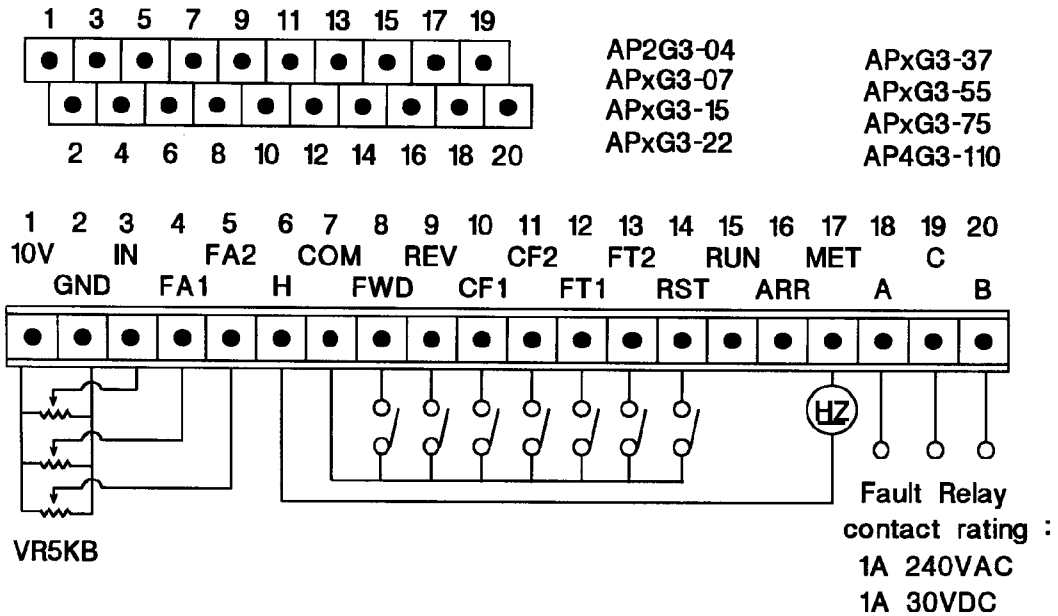 1 3 5 7 9 11 13 15 17 19
2 4 6 8 10 12 14 16 18 20
AP2G3-04
APxG3-07
APxG3-15
APxG3-22
APxG3-37
APxG3-55
APxG3-75
AP4G3-110
1 2 3 4 5 6 7 8 9 10 11 12 13 14 15 16 17 18 19 20
10V IN FA2 COM REV CF2 FT2 RUN MET C
GND FA1 H FWD CF1 FT1 RST ARR A B
HZ
VR5KB
Fault Relay
contact rating :
1A 240VAC
1A 30VDC